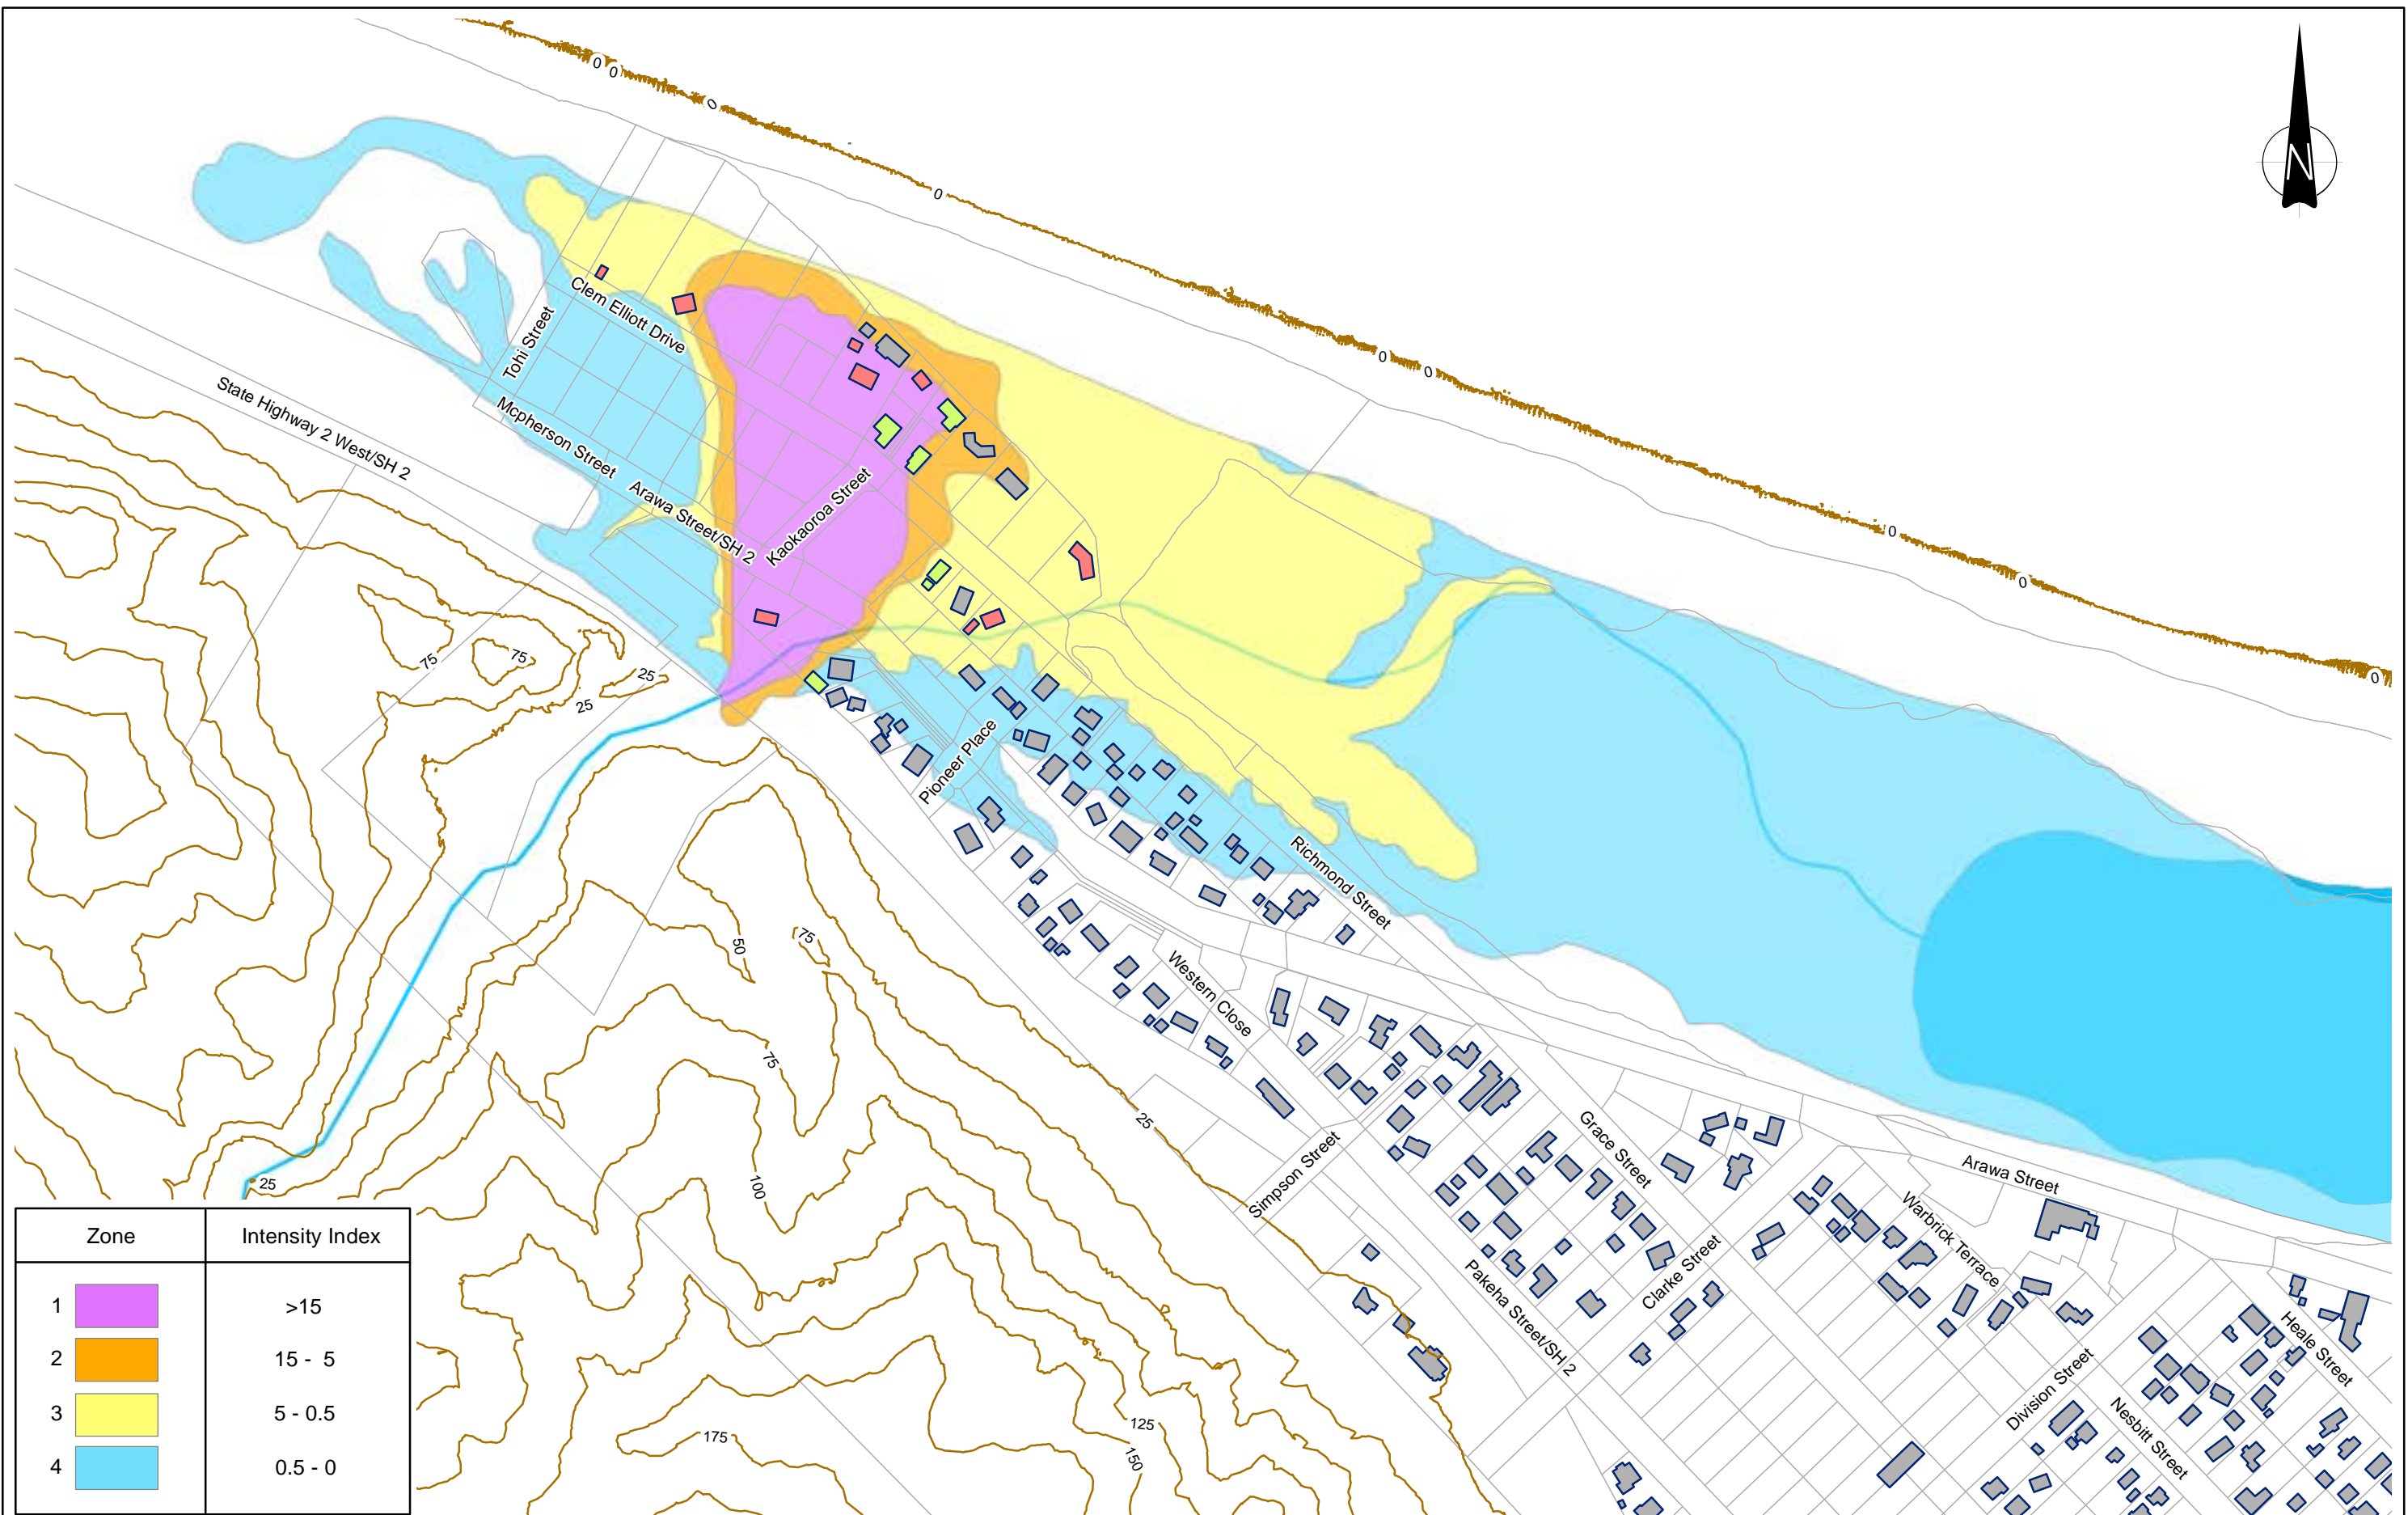 0 0
0
0
N
Clem Elliott Drive
Tohi Street
0
0
State Highway 2 West/SH 2
Mcpherson Street
Arawa Street/SH 2
Kaokaoroa Street
0
0
75
75
25
25
0
Pioneer Place
Richmond Street
50
75
Western Close
75
25
Grace Street
Simpson Street
Arawa Street
25
100
Warbrick Terrace
Clarke Street
Pakeha Street/SH 2
Heale Street
Division Street
Nesbitt Street
125
175
150
Zone Intensity Index
1 >15
2 15 - 5
3 5 - 0.5
4 0.5 - 0